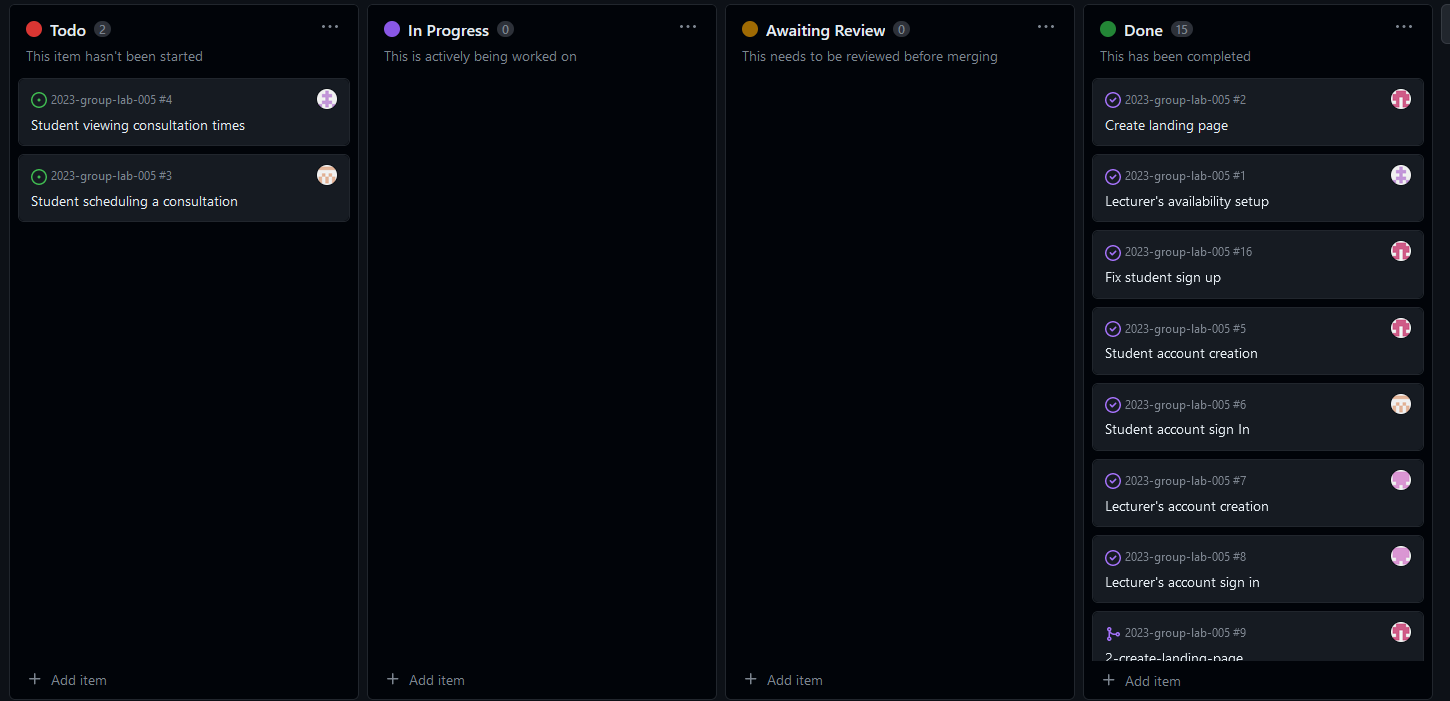 Todo 2
This item hasn't been started
2023-group-lab-005 #4
Student viewing consultation times
2023-group-lab-005 #3
Student scheduling a consultation
+ Add item
In Progress 0
This is actively being worked on
+ Add item
Awaiting Review 0
This needs to be reviewed before merging
+ Add item
Done 15
This has been completed
2023-group-lab-005 #2
Create landing page
2023-group-lab-005 #1
Lecturer's availability setup
2023-group-lab-005 #16
Fix student sign up
2023-group-lab-005 #5
Student account creation
2023-group-lab-005 #6
Student account sign In
2023-group-lab-005 #7
Lecturer's account creation
2023-group-lab-005 #8
Lecturer's account sign in
2023-group-lab-005 #9
2-create-landing-page
+ Add item